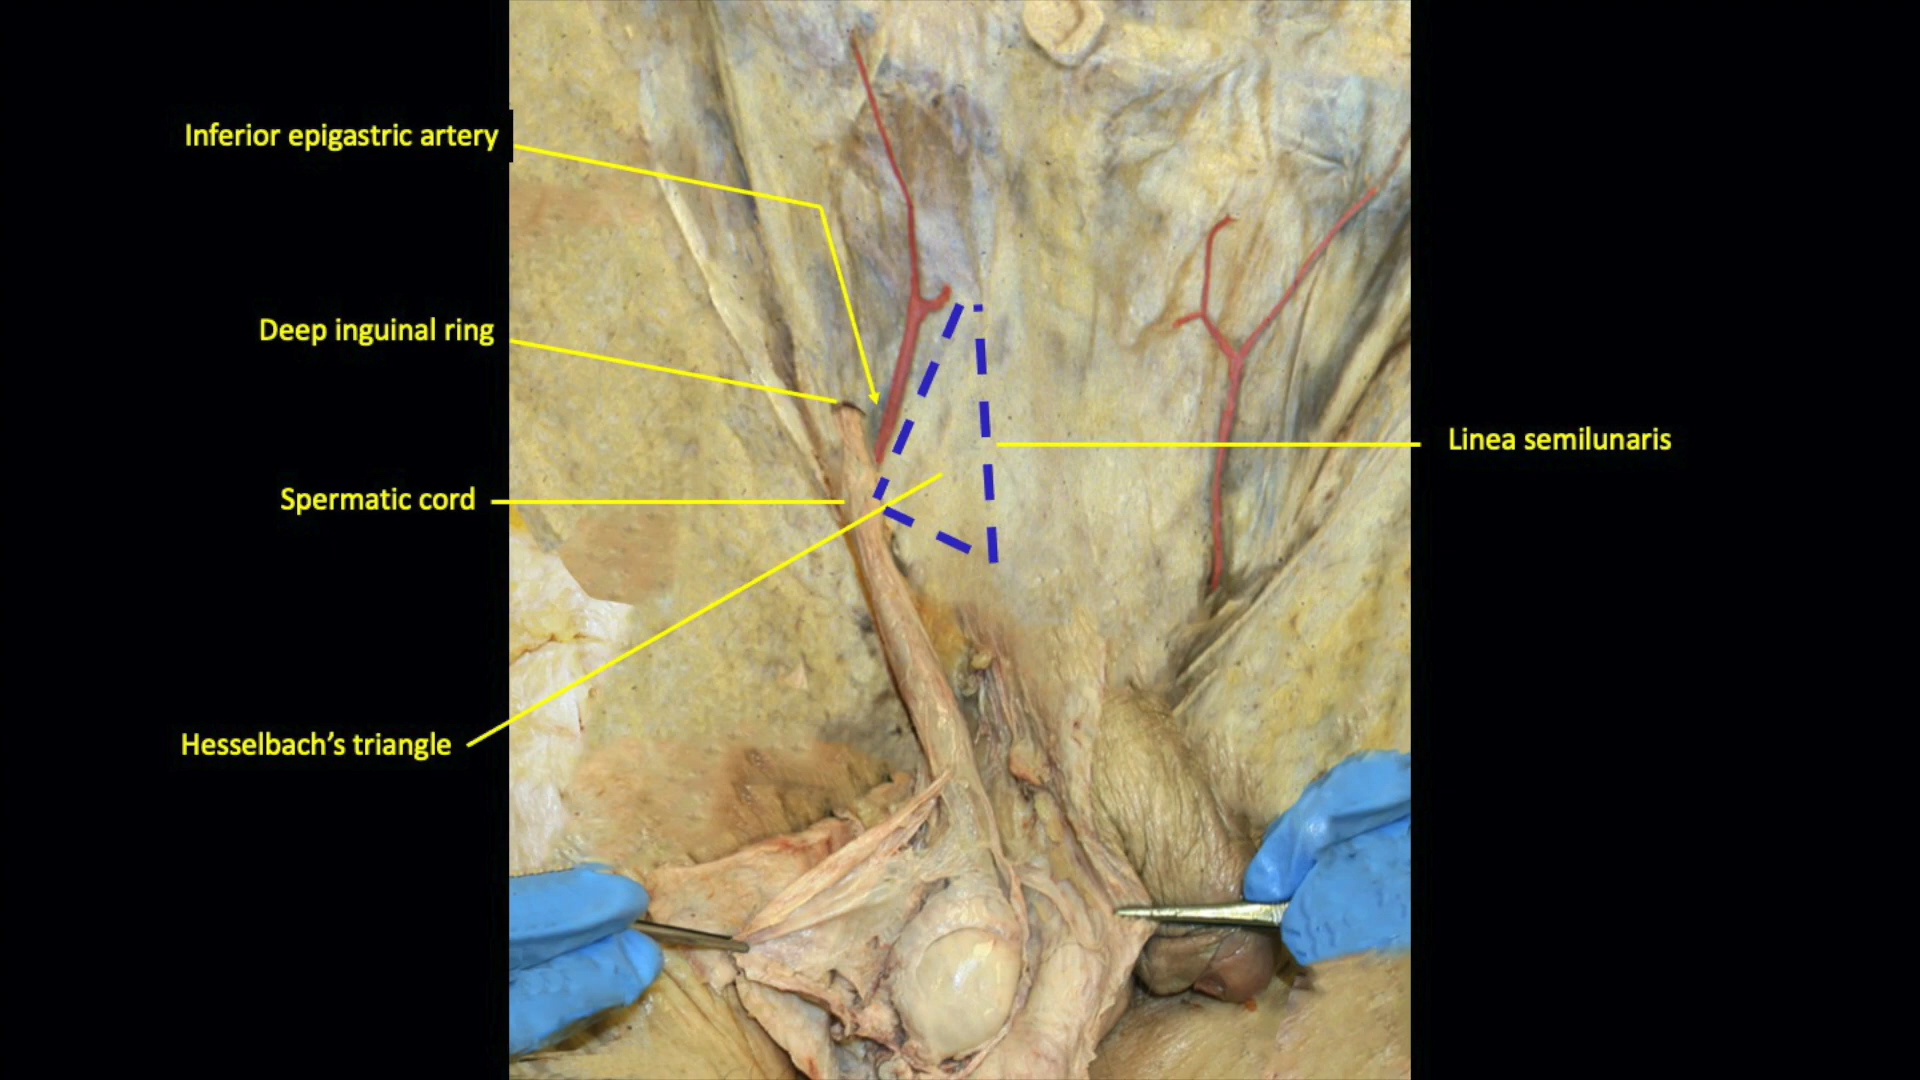 Inferior epigastric artery
Deep inguinal ring
Linea semilunaris
Spermatic cord
Hesselbach's triangle